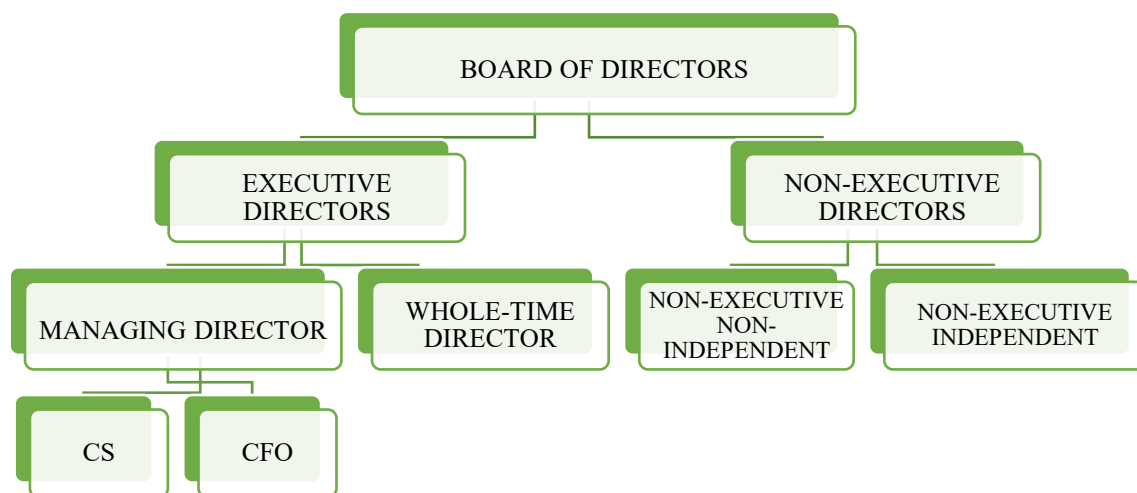 BOARD OF DIRECTORS
EXECUTIVE
DIRECTORS
NON-EXECUTIVE
DIRECTORS
MANAGING DIRECTOR
WHOLE-TIME
DIRECTOR
NON-EXECUTIVE
NON-
INDEPENDENT
NON-EXECUTIVE
INDEPENDENT
CS
CFO